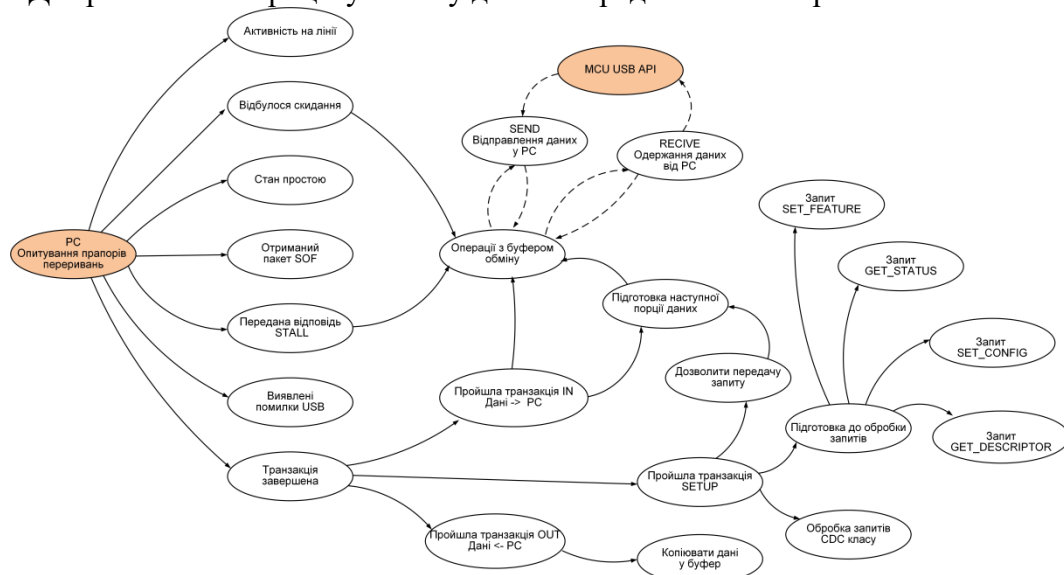 Активність на лінії
MCU USB API
Відбулося скидання
SEND
Відправлення даних
у PC
RECIVE
Одержання даних
від PC
Стан простою
Запит
SET_FEATURE
PC
Опитування прапорів
переривань
Отриманий
пакет SOF
Операції з буфером
обміну
Запит
GET_STATUS
Підготовка наступної
порції даних
Передана відповідь
STALL
Запит
SET_CONFIG
Дозволити передачу
запиту
Виявлені
помилки USB
Пройшла транзакція IN
Дані -> PC
Підготовка до обробки
запитів
Запит
GET_DESCRIPTOR
Транзакція
завершена
Пройшла транзакція
SETUP
Пройшла транзакція OUT
Дані <- PC
Обробка запитів
CDC класу
Копіювати дані
у буфер